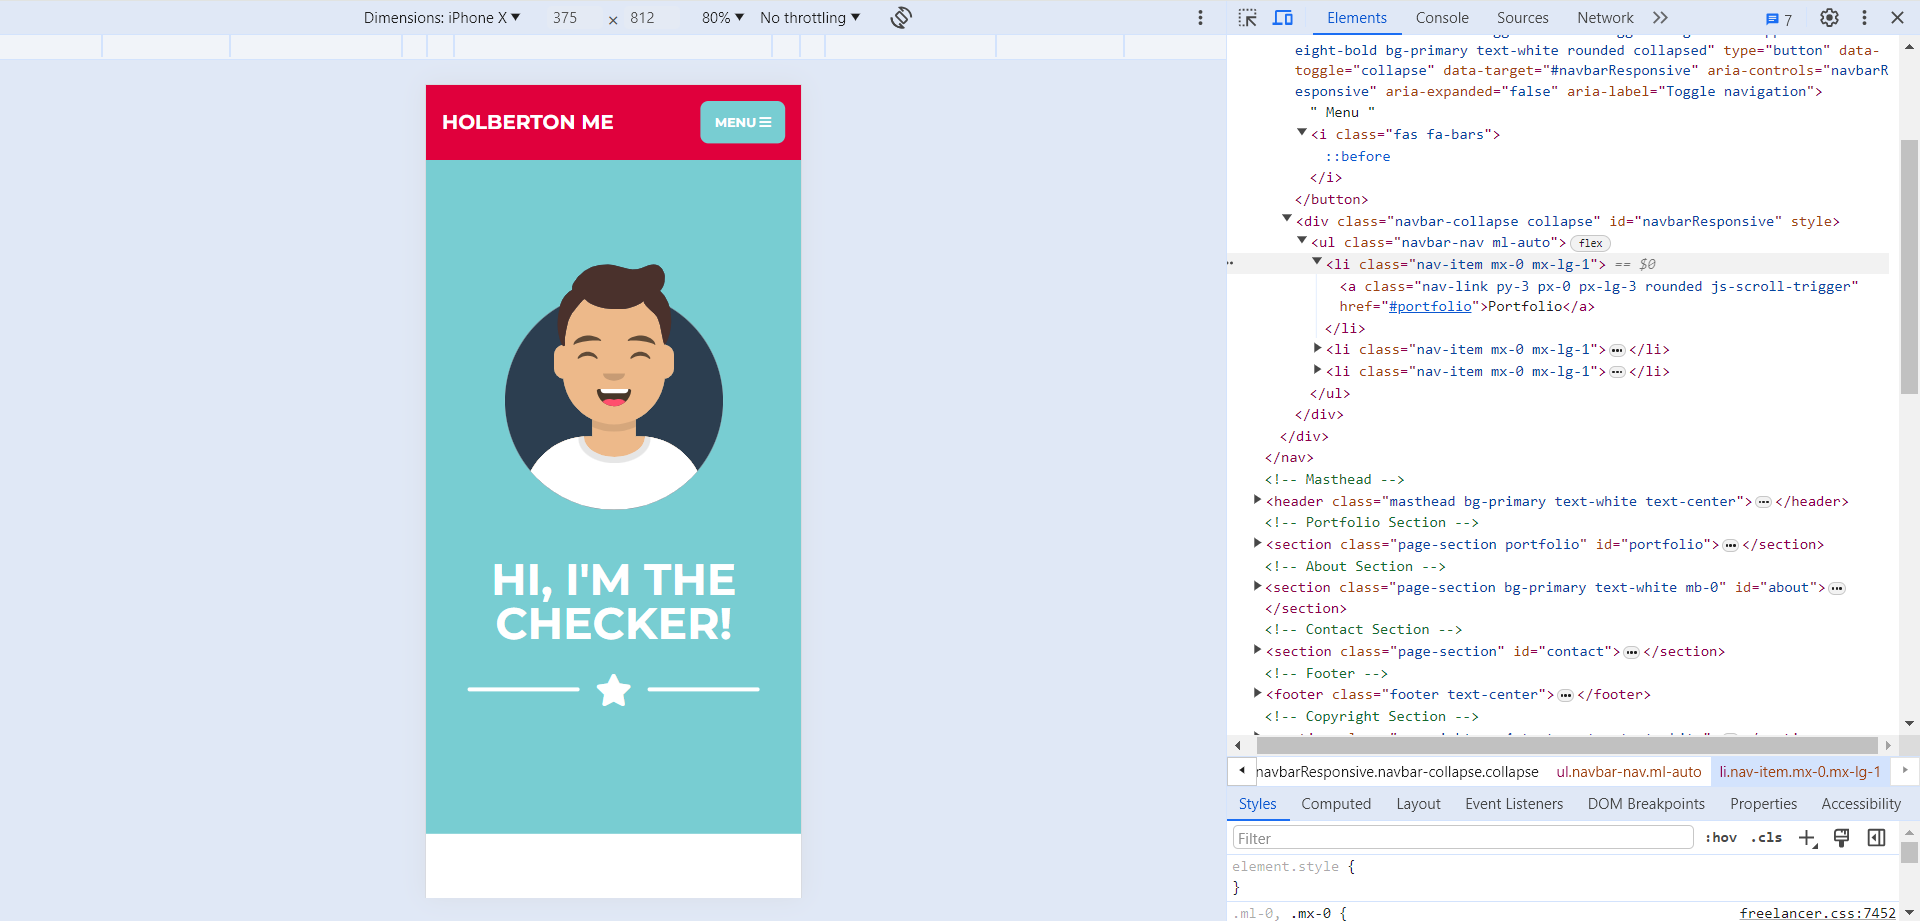 Dimensions: iPhone X ▼ 375 × 812 80% ▼ No throttling ▼
HOLBERTON ME
MENU
HI, I'M THE
CHECKER!
Elements Console Sources Network 7
eight-bold bg-primary text-white rounded collapsed" type="button" data-
toggle="collapse" data-target="#navbarResponsive" aria-controls="navbarR
esponsive" aria-expanded="false" aria-label="Toggle navigation">
" Menu "
▼<i class="fas fa-bars">
::before
</i>
</button>
▼<div class="navbar-collapse collapse" id="navbarResponsive" style>
▼<ul class="navbar-nav ml-auto"> flex
▼<li class="nav-item mx-0 mx-lg-1"> == $0
<a class="nav-link py-3 px-0 px-lg-3 rounded js-scroll-trigger"
href="#portfolio">Portfolio</a>
</li>
▶<li class="nav-item mx-0 mx-lg-1">…</li>
▶<li class="nav-item mx-0 mx-lg-1">…</li>
</ul>
</div>
</div>
</nav>
<!-- Masthead -->
▶<header class="masthead bg-primary text-white text-center">…</header>
<!-- Portfolio Section -->
▶<section class="page-section portfolio" id="portfolio">…</section>
<!-- About Section -->
▶<section class="page-section bg-primary text-white mb-0" id="about">…
</section>
<!-- Contact Section -->
▶<section class="page-section" id="contact">…</section>
<!-- Footer -->
▶<footer class="footer text-center">…</footer>
<!-- Copyright Section -->
navbarResponsive.navbar-collapse.collapse ul.navbar-nav.ml-auto li.nav-item.mx-0.mx-lg-1
Styles Computed Layout Event Listeners DOM Breakpoints Properties Accessibility
Filter :hov .cls
element.style {
}
.ml-0, .mx-0 { freelancer.css:7452